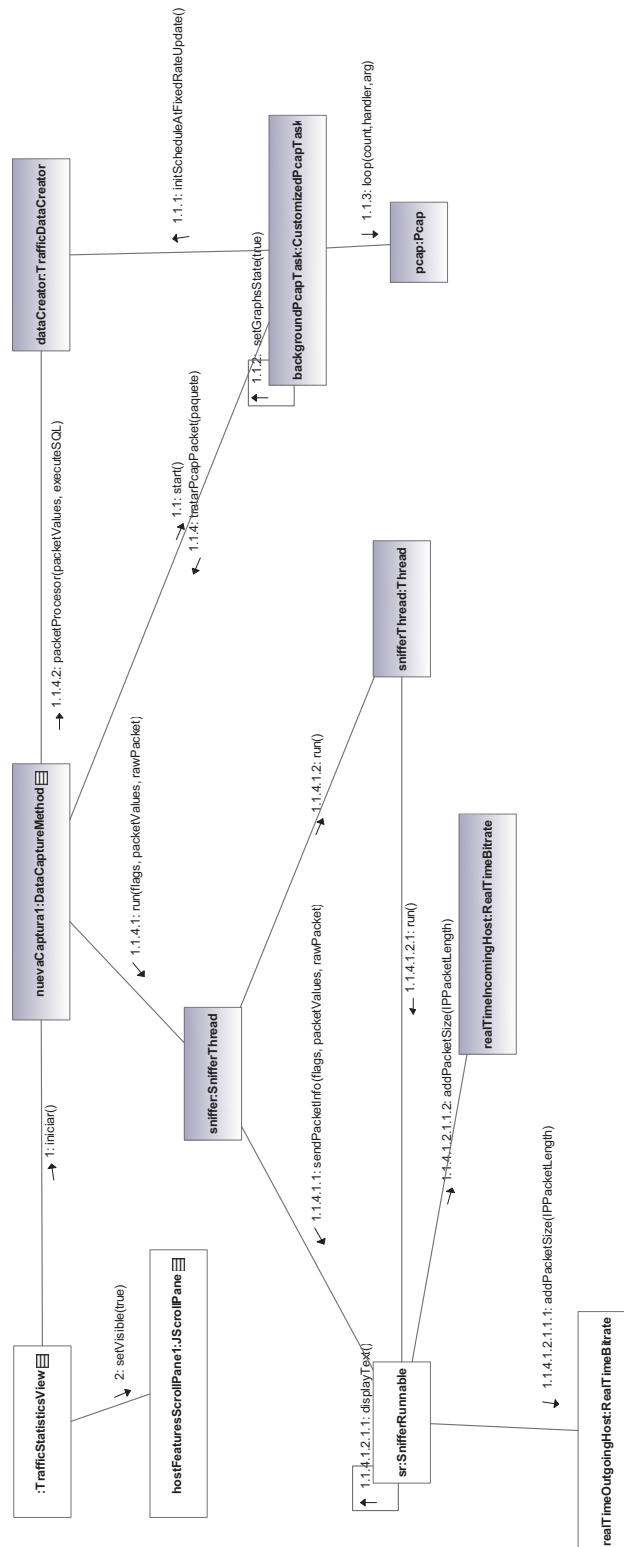 :TrafficStatisticsView
1: iniciar()
nuevaCaptura1:DataCaptureMethod
1.1.4.2: packetProcesor(packetValues, executeSQL)
dataCreator:TrafficDataCreator
2: setVisible(true)
hostFeaturesScrollPane1:JScrollPane
1.1.4.1: run(flags, packetValues, rawPacket)
1.1: start()
1.1.4: tratarPcapPacket(paquete)
1.1.1: initScheduleAtFixedRateUpdate()
sniffer:SnifferThread
1.1.2: setGraphsState(true)
backgroundPcapTask:CustomizedPcapTask
1.1.4.1.1: sendPacketInfo(flags, packetValues, rawPacket)
1.1.4.1.2: run()
1.1.3: loop(count,handler,arg)
1.1.4.1.2.1.1: displayText()
sr:SnifferRunnable
1.1.4.1.2.1: run()
snifferThread:Thread
pcap:Pcap
1.1.4.1.2.1.1.2: addPacketSize(IPPacketLength)
realTimeIncomingHost:RealTimeBitrate
1.1.4.1.2.1.1.1: addPacketSize(IPPacketLength)
realTimeOutgoingHost:RealTimeBitrate